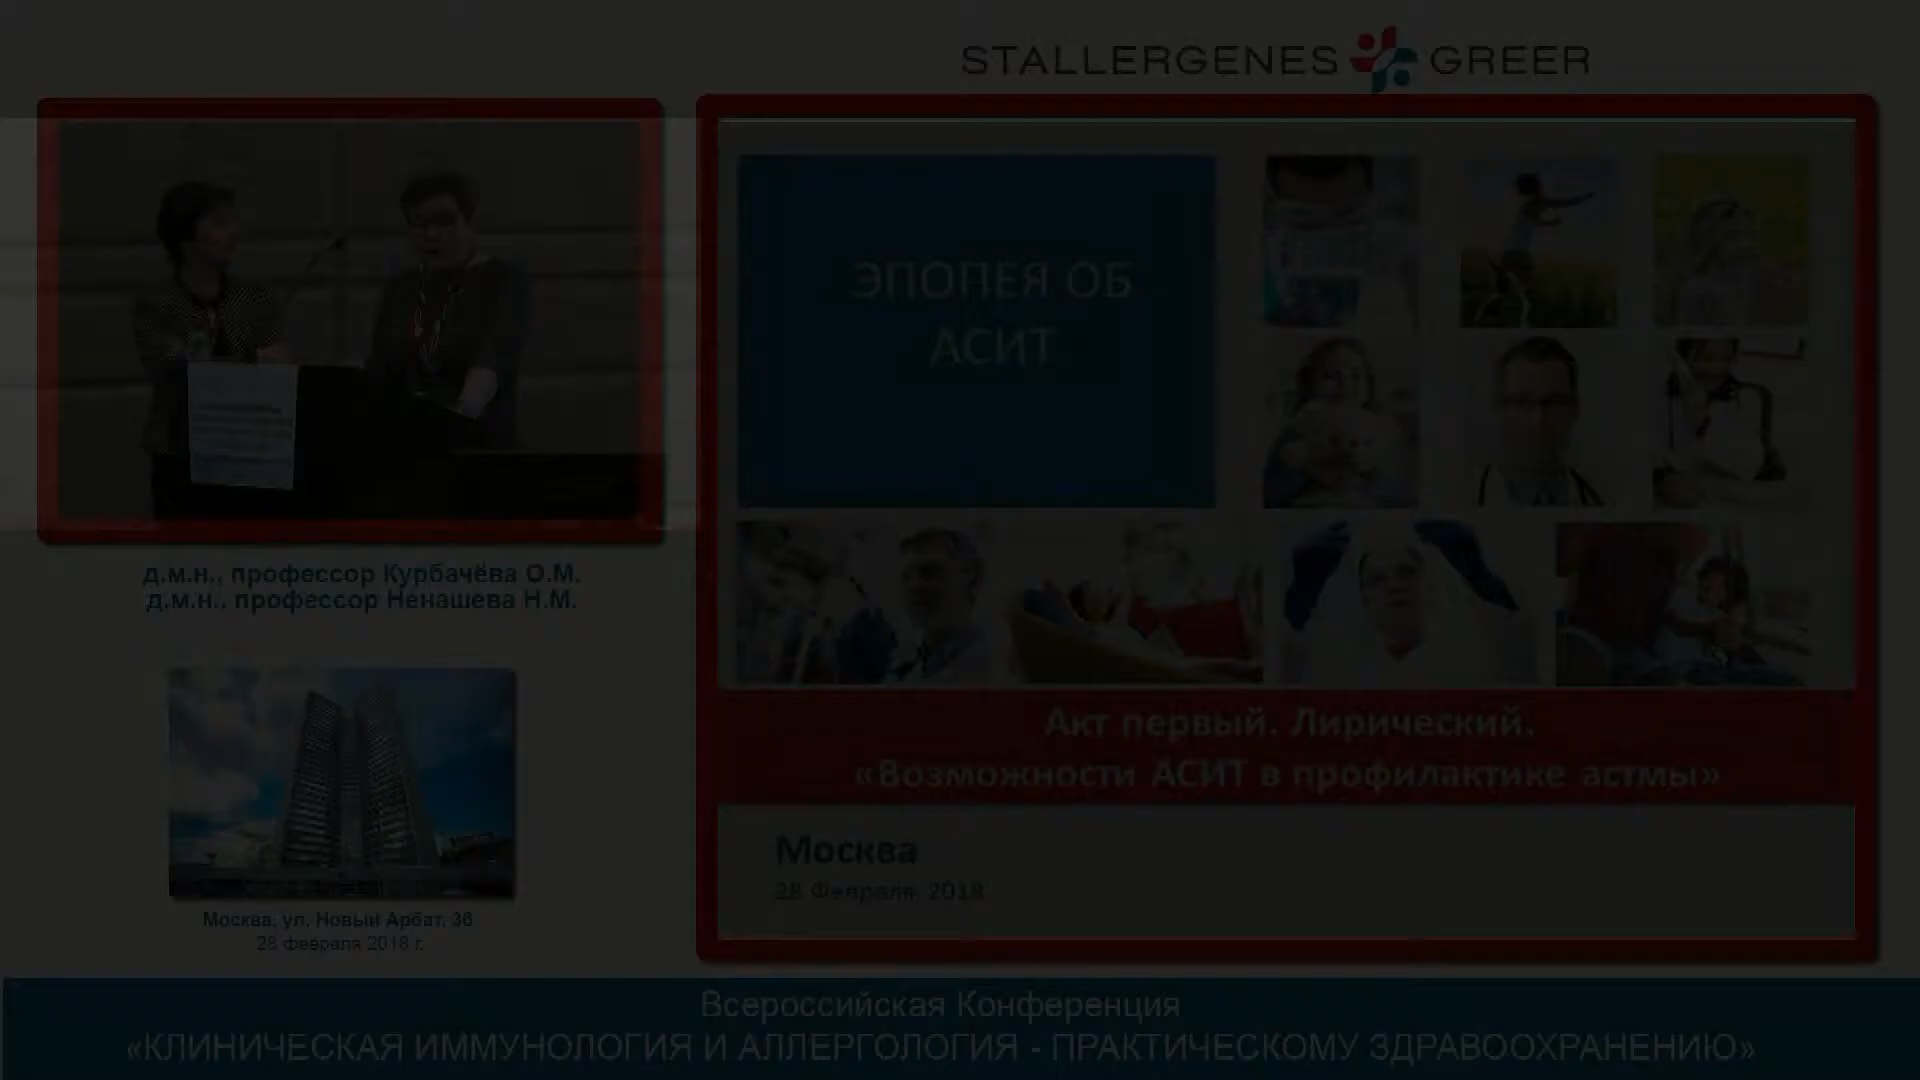 STALLERGENES GREER
ЭПОПЕЯ ОБ
АСИТ
д.м.н., профессор Курбачёва О.М.
д.м.н., профессор Ненашева Н.М.
Акт первый. Лирический.
«Возможности АСИТ в профилактике астмы»
Москва
28 Февраля, 2018
Москва, ул. Новый Арбат, 36
28 февраля 2018 г.
Всероссийская Конференция
«КЛИНИЧЕСКАЯ ИММУНОЛОГИЯ И АЛЛЕРГОЛОГИЯ - ПРАКТИЧЕСКОМУ ЗДРАВООХРАНЕНИЮ»